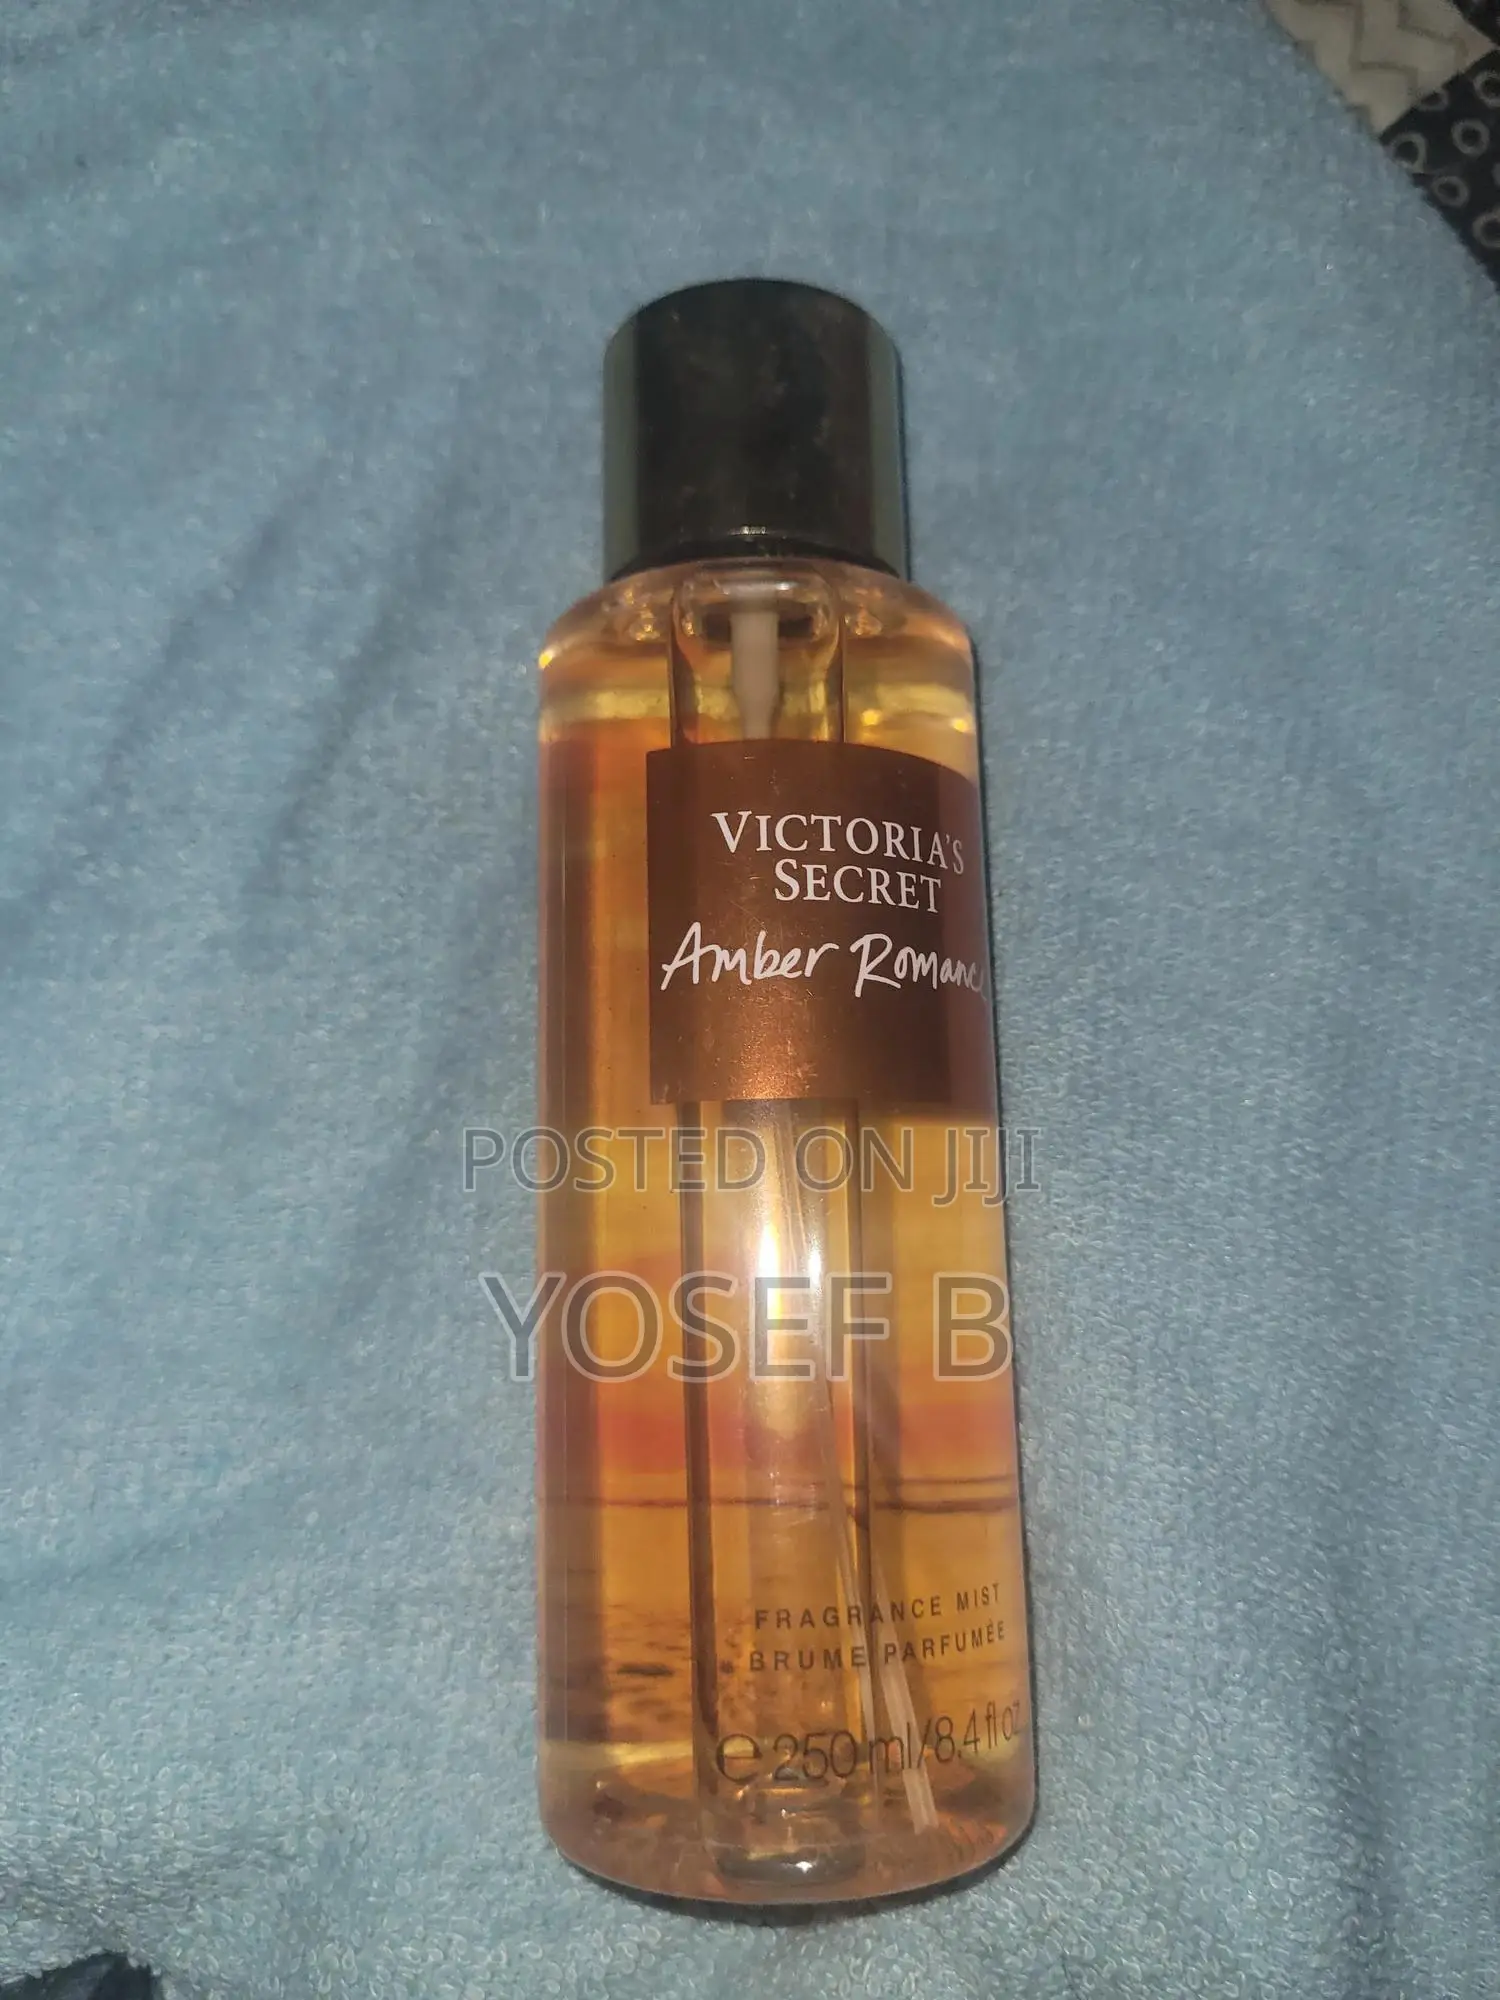 VICTORIA'S
SECRET
Amber Romance
POSTED ON JIJI
YOSEF B
FRAGRANCE MIST
BRUME PARFUMÉE
e 250 ml/8.4 fl oz